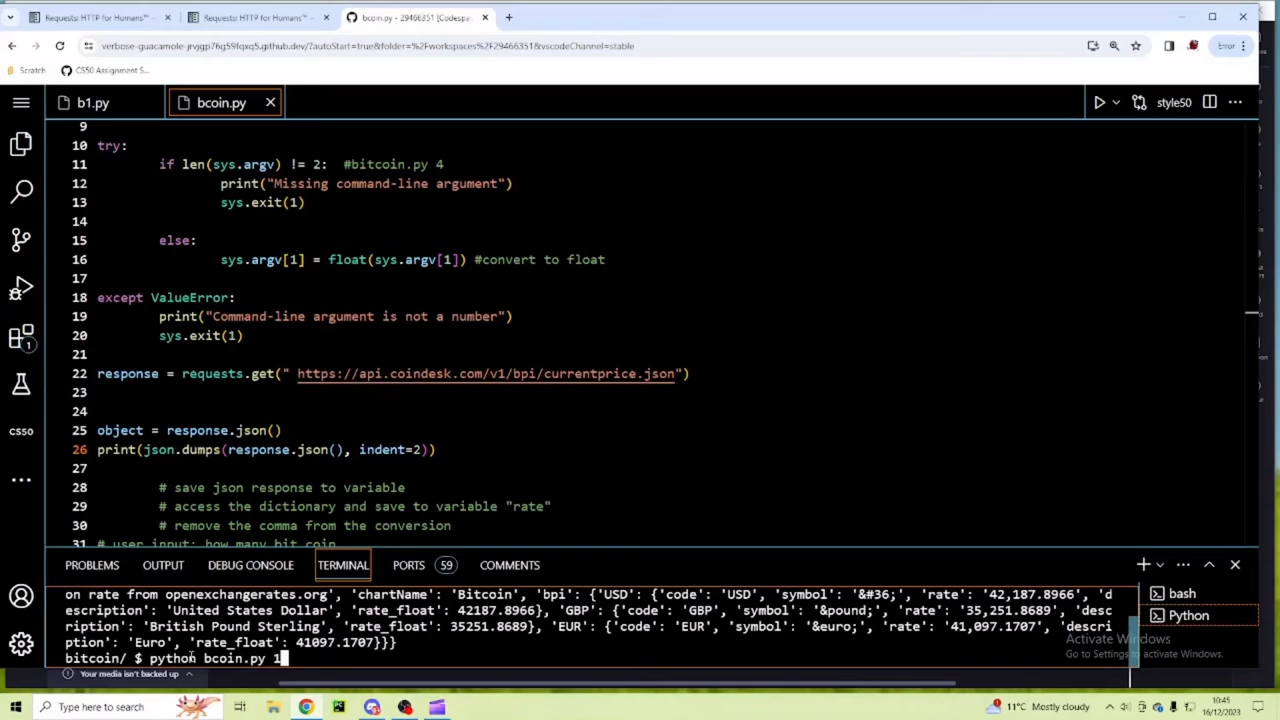 Requests: HTTP for Humans™ — ×
Requests: HTTP for Humans™ — ×
bcoin.py - 29466351 [Codespac ×
verbose-guacamole-jrvjgp76g59fqxq5.github.dev/?autoStart=true&folder=%2Fworkspaces%2F29466351&vscodeChannel=stable
Error
Scratch
CS50 Assignment S...
b1.py
bcoin.py
style50
9
10 try:
11 if len(sys.argv) != 2: #bitcoin.py 4
12 print("Missing command-line argument")
13 sys.exit(1)
14
15 else:
16 sys.argv[1] = float(sys.argv[1]) #convert to float
17
18 except ValueError:
19 print("Command-line argument is not a number")
20 sys.exit(1)
21
22 response = requests.get(" https://api.coindesk.com/v1/bpi/currentprice.json")
23
24
25 object = response.json()
26 print(json.dumps(response.json(), indent=2))
27
28 # save json response to variable
29 # access the dictionary and save to variable "rate"
30 # remove the comma from the conversion
31 # user input: how many bit coin
1
CS50
PROBLEMS OUTPUT DEBUG CONSOLE TERMINAL PORTS 59 COMMENTS
on rate from openexchangerates.org', 'chartName': 'Bitcoin', 'bpi': {'USD': {'code': 'USD', 'symbol': '&#36;', 'rate': '42,187.8966', 'd
escription': 'United States Dollar', 'rate_float': 42187.8966}, 'GBP': {'code': 'GBP', 'symbol': '&pound;', 'rate': '35,251.8689', 'desc
ription': 'British Pound Sterling', 'rate_float': 35251.8689}, 'EUR': {'code': 'EUR', 'symbol': '&euro;', 'rate': '41,097.1707', 'descri
ption': 'Euro', 'rate_float': 41097.1707}}}
bitcoin/ $ python bcoin.py 1
bash
Python
Activate Windows
Go to Settings to activate Windows.
Your media isn't backed up
Type here to search
11°C Mostly cloudy
10:45
16/12/2023